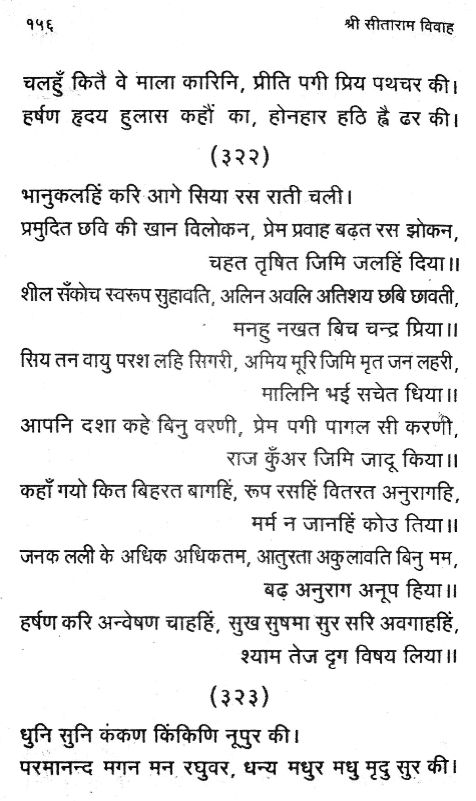 १५६ श्री सीताराम विवाह
चलहुँ कितै वे माला कारिनि, प्रीति पगी प्रिय पथचर की।
हर्षण हृदय हुलास कहौं का, होनहार हठि ह्वै ढर की।
(३२२)
भानुकलहिं करि आगे सिया रस राती चली।
प्रमुदित छवि की खान विलोकन, प्रेम प्रवाह बढ़त रस झोकन,
चहत तृषित जिमि जलहिं दिया।।
शील सँकोच स्वरूप सुहावति, अलिन अवलि अतिशय छबि छावती,
मनहु नखत बिच चन्द्र प्रिया।।
सिय तन वायु परश लहि सिगरी, अमिय मूरि जिमि मृत जन लहरी,
मालिनि भई सचेत धिया।।
आपनि दशा कहे बिनु वरणी, प्रेम पगी पागल सी करणी,
राज कुँअर जिमि जादू किया।।
कहाँ गयो कित बिहरत बागहिं, रूप रसहिं वितरत अनुरागहि,
मर्म न जानहिं कोउ तिया।।
जनक लली के अधिक अधिकतम, आतुरता अकुलावति बिनु मम,
बढ़ अनुराग अनूप हिया।।
हर्षण करि अन्वेषण चाहहिं, सुख सुषमा सुर सरि अवगाहहिं,
श्याम तेज दृग विषय लिया।।
(३२३)
धुनि सुनि कंकण किंकिणि नूपुर की।
परमानन्द मगन मन रघुवर, धन्य मधुर मधु मृदु सुर की।